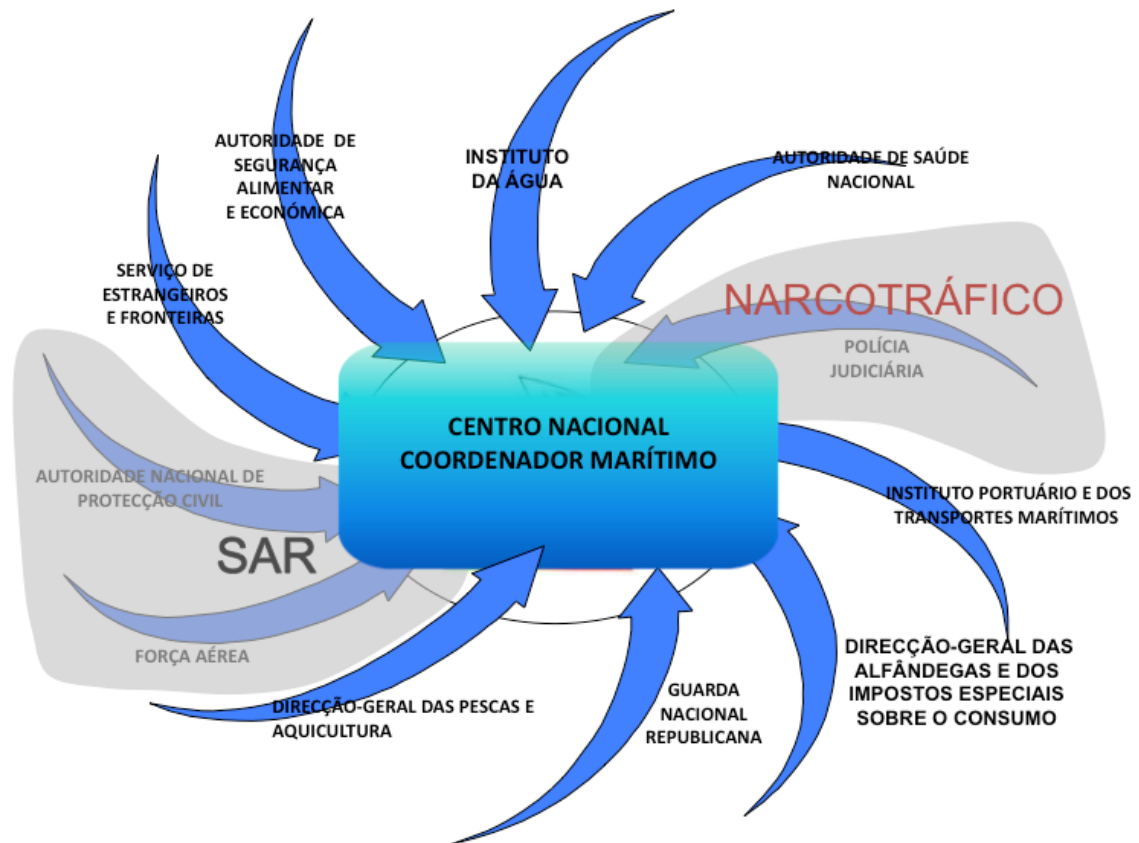 AUTORIDADE DE
SEGURANÇA
ALIMENTAR
E ECONÓMICA
INSTITUTO
DA ÁGUA
AUTORIDADE DE SAÚDE
NACIONAL
SERVIÇO DE
ESTRANGEIROS
E FRONTEIRAS
NARCOTRÁFICO
POLÍCIA
JUDICIÁRIA
CENTRO NACIONAL
COORDENADOR MARÍTIMO
AUTORIDADE NACIONAL DE
PROTECÇÃO CIVIL
INSTITUTO PORTUÁRIO E DOS
TRANSPORTES MARÍTIMOS
SAR
FORÇA AÉREA
DIRECÇÃO-GERAL DAS PESCAS E
AQUICULTURA
GUARDA
NACIONAL
REPUBLICANA
DIRECÇÃO-GERAL DAS
ALFÂNDEGAS E DOS
IMPOSTOS ESPECIAIS
SOBRE O CONSUMO